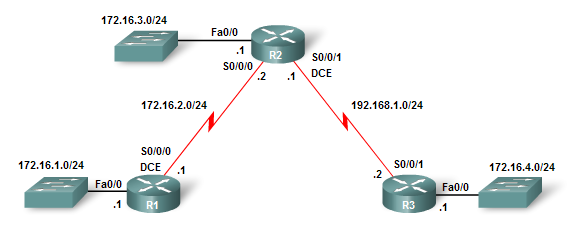 172.16.3.0/24
Fa0/0
.1
R2
S0/0/0
.2
.1
S0/0/1
DCE
172.16.2.0/24
192.168.1.0/24
S0/0/0
DCE
.1
172.16.1.0/24
Fa0/0
.1
R1
S0/0/1
.2
172.16.4.0/24
Fa0/0
.1
R3